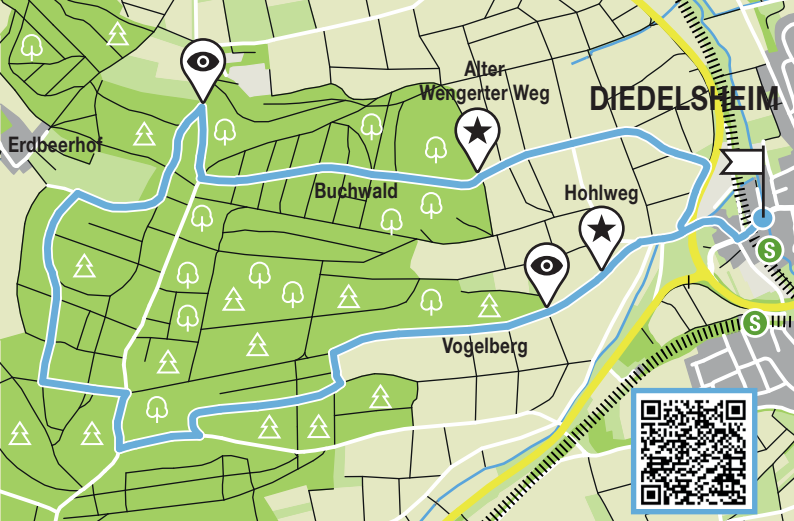 Alter
Wengerter Weg
DIEDELSHEIM
Erdbeerhof
Buchwald
Hohlweg
S
Vogelberg
S